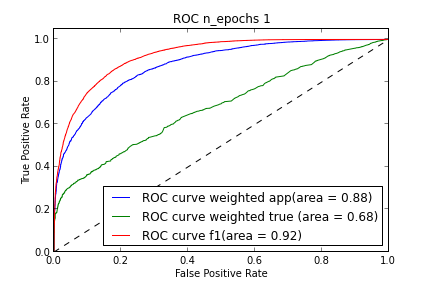 ROC n_epochs 1
True Positive Rate
1.0
0.8
0.6
0.4
0.2
0.0
ROC curve weighted app(area = 0.88)
ROC curve weighted true (area = 0.68)
ROC curve f1(area = 0.92)
0.0 0.2 0.4 0.6 0.8 1.0
False Positive Rate